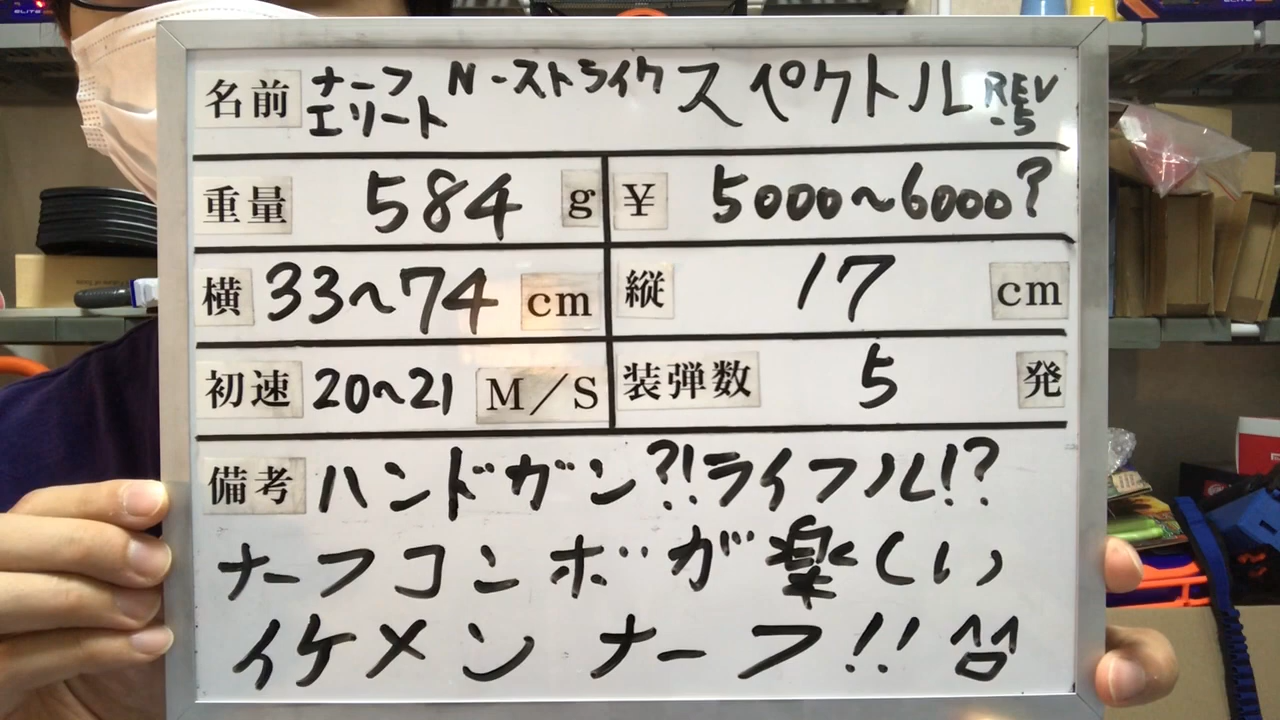 ELITE
名前 ナーフ N-ストライク スペクトル REV
エリート -5
重量 584 g ¥ 5000~6000?
横 33~74 cm 縦 17 cm
初速 20~21 M/S 装弾数 5 発
備考 ハンドガン?!ライフル!?
ナーフコンボが楽しい
イケメン ナーフ!!